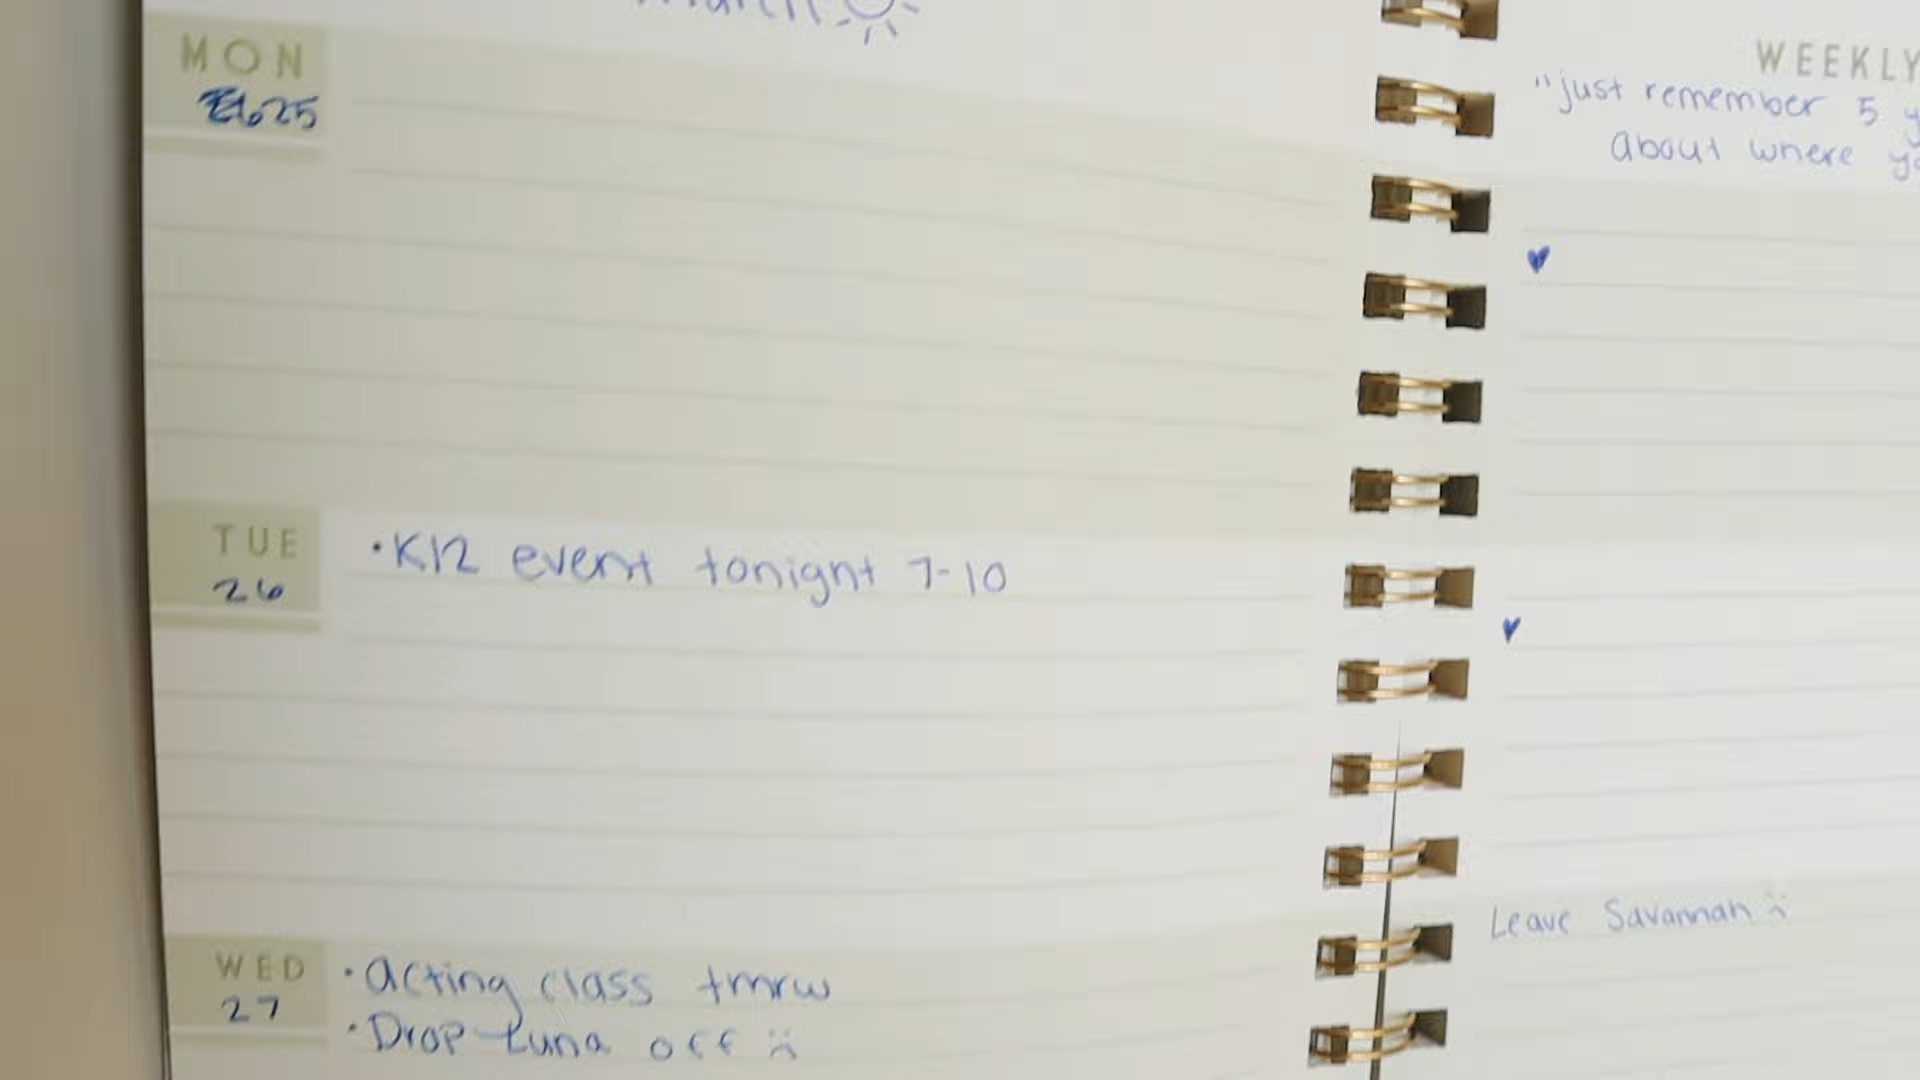 MON
25
TUE
26
•K12 event tonight 7-10
WED
27
•acting class tmrw
•Drop Luna off :(
WEEKLY
"just remember 5
about where
Leave Savannah :(